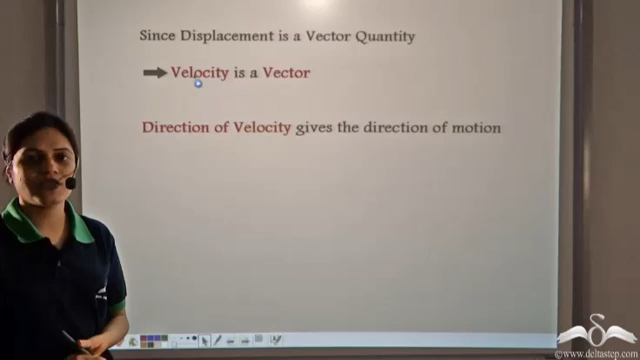 Since Displacement is a Vector Quantity
Velocity is a Vector
Direction of Velocity gives the direction of motion
©www.deltastep.com